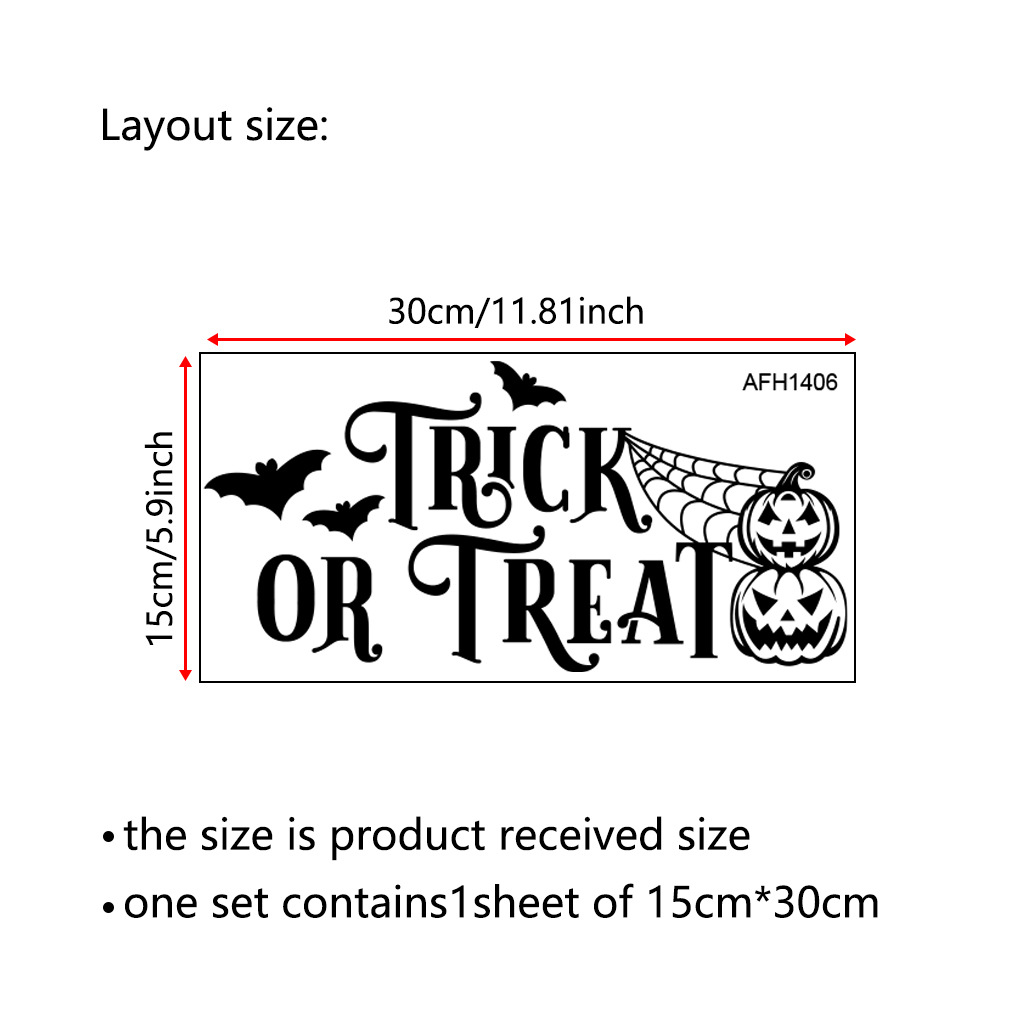 Layout size:
30cm/11.81inch
15cm/5.9inch
AFH1406
TRICK
OR TREAT
• the size is product received size
• one set contains1sheet of 15cm*30cm